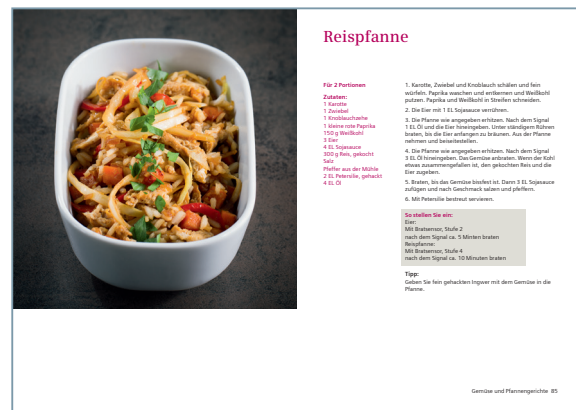 Reispfanne
Für 2 Portionen
Zutaten:
1 Karotte
1 Zwiebel
1 Knoblauchzehe
1 kleine rote Paprika
150 g Weißkohl
3 Eier
4 EL Sojasauce
300 g Reis, gekocht
Salz
Pfeffer aus der Mühle
2 EL Petersilie, gehackt
4 EL Öl
1. Karotte, Zwiebel und Knoblauch schälen und fein
würfeln. Paprika waschen und entkernen und Weißkohl
putzen. Paprika und Weißkohl in Streifen schneiden.
2. Die Eier mit 1 EL Sojasauce verrühren.
3. Die Pfanne wie angegeben erhitzen. Nach dem Signal
1 EL Öl und die Eier hineingeben. Unter ständigem Rühren
braten, bis die Eier anfangen zu bräunen. Aus der Pfanne
nehmen und beiseitestellen.
4. Die Pfanne wie angegeben erhitzen. Nach dem Signal
3 EL Öl hineingeben. Das Gemüse anbraten. Wenn der Kohl
etwas zusammengefallen ist, den gekochten Reis und die
Eier zugeben.
5. Braten, bis das Gemüse bissfest ist. Dann 3 EL Sojasauce
zufügen und nach Geschmack salzen und pfeffern.
6. Mit Petersilie bestreut servieren.
So stellen Sie ein:
Eier:
Mit Bratsensor, Stufe 2
nach dem Signal ca. 5 Minten braten
Reispfanne:
Mit Bratsensor, Stufe 4
nach dem Signal ca. 10 Minuten braten
Tipp:
Geben Sie fein gehackten Ingwer mit dem Gemüse in die
Pfanne.
Gemüse und Pfannengerichte 85